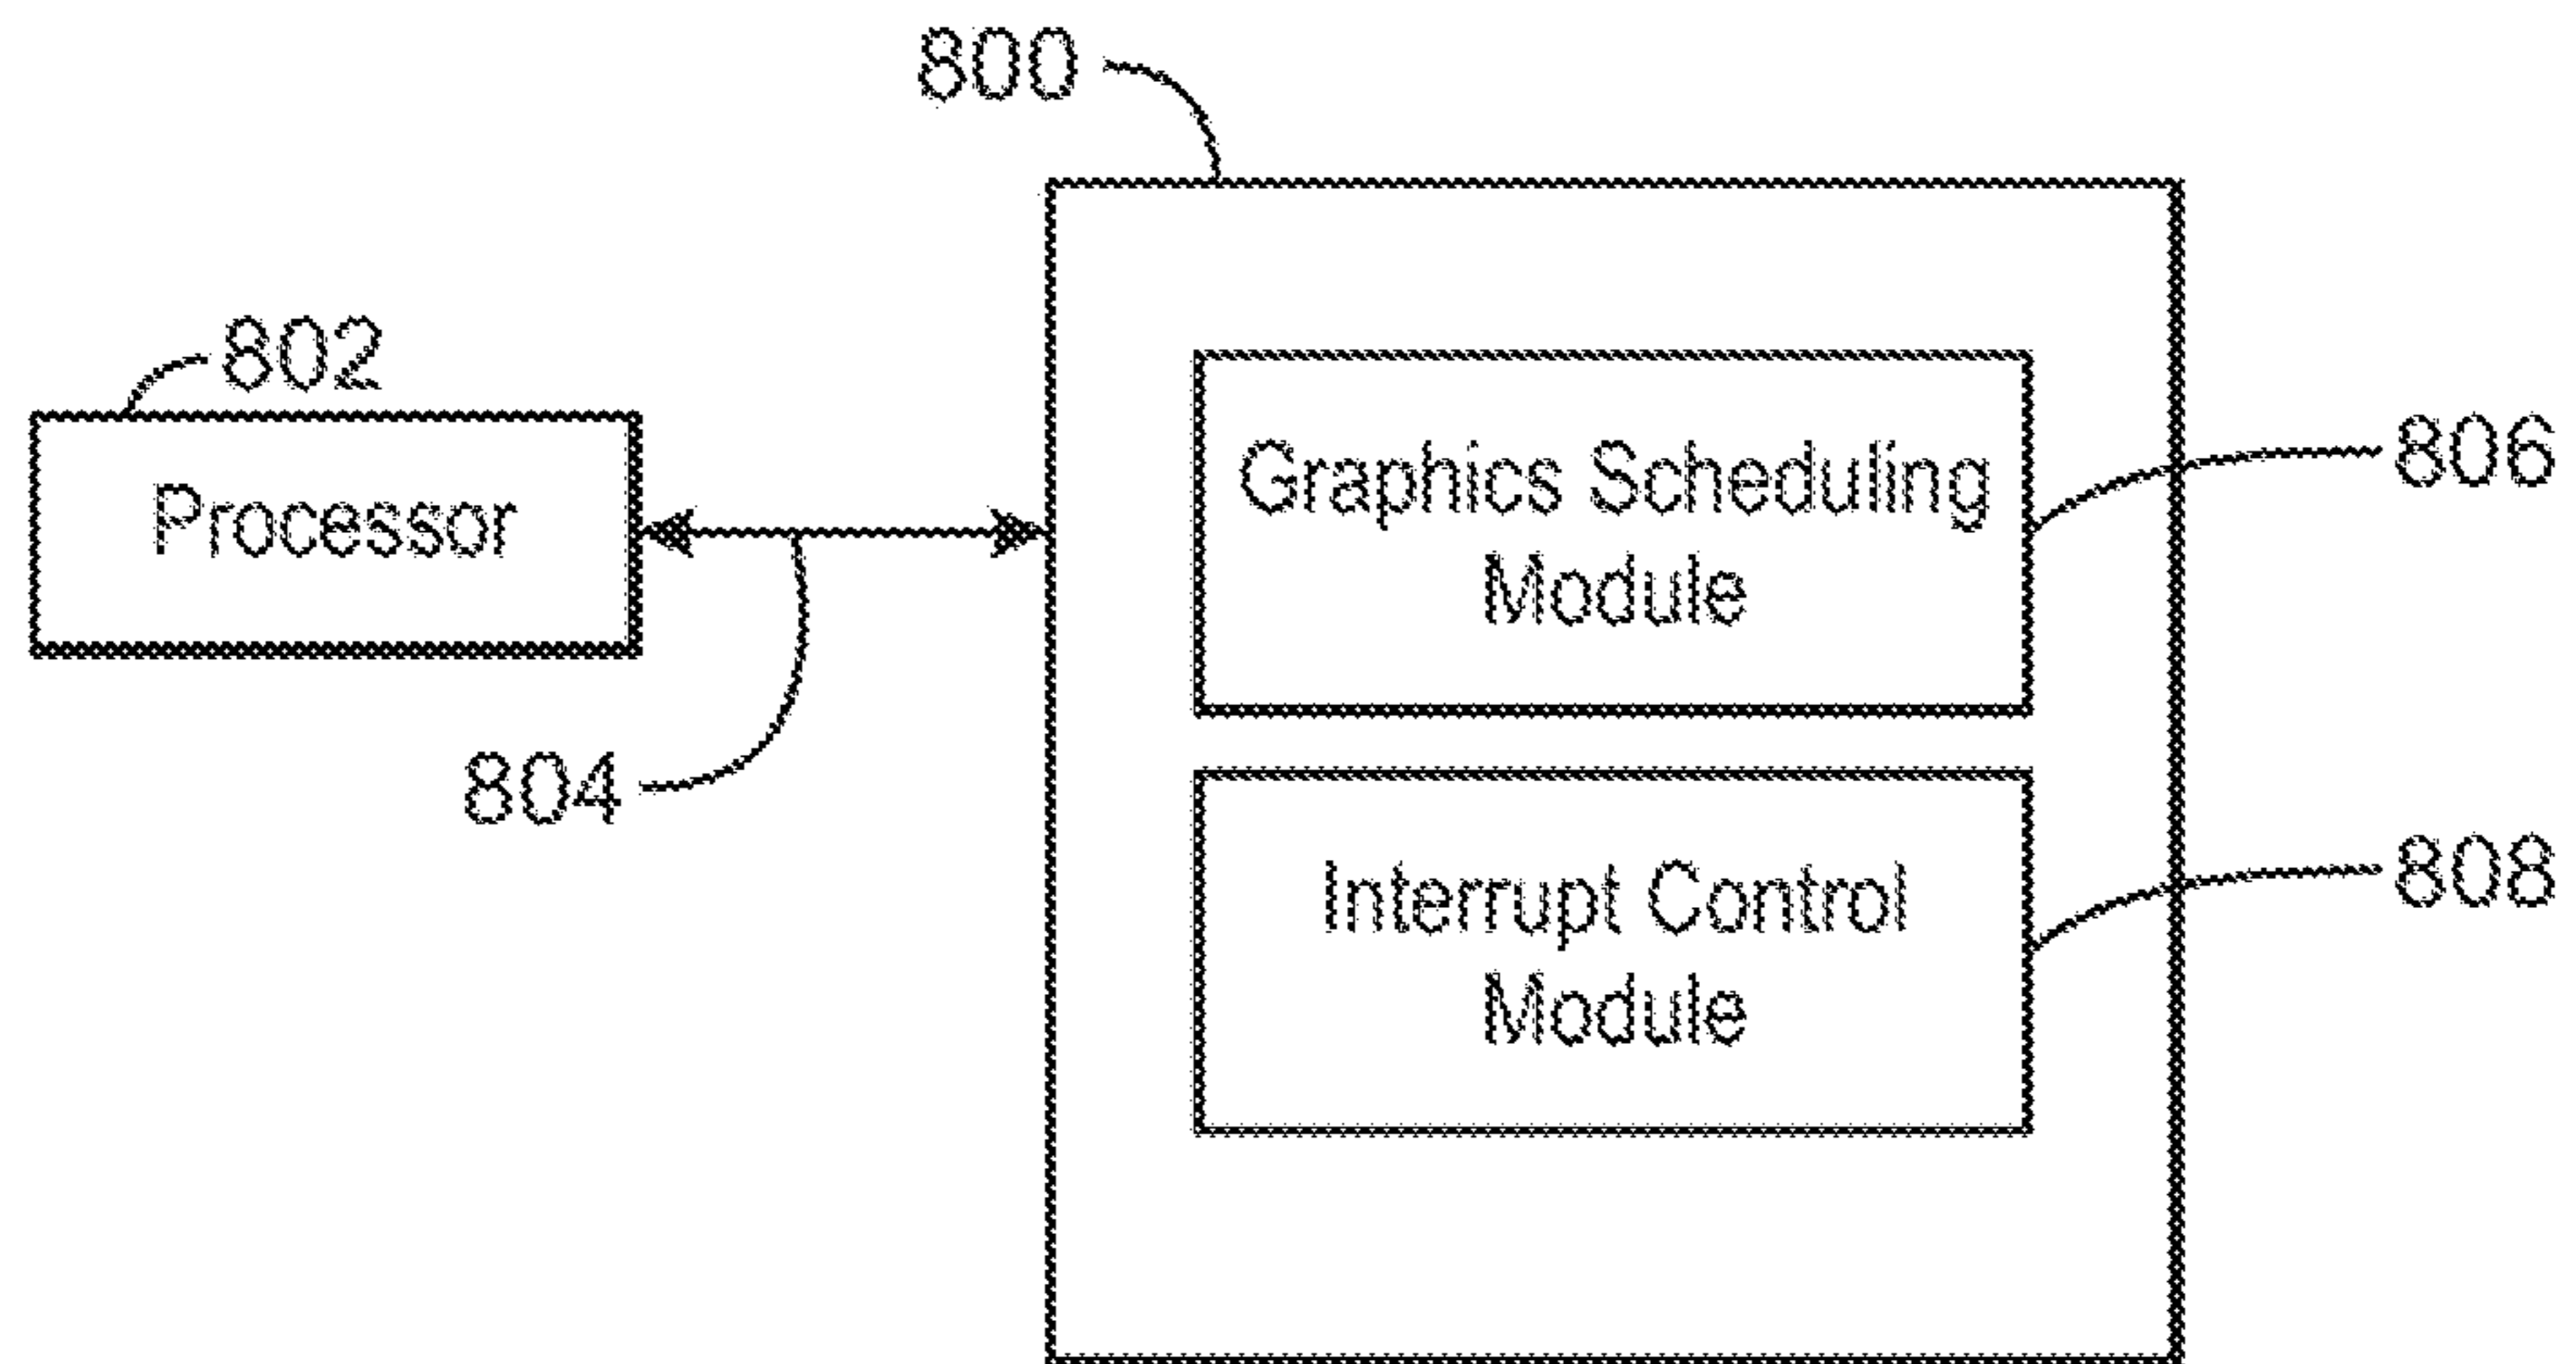 800
802
Processor
804
Graphics Scheduling
Module
806
Interrupt Control
Module
808